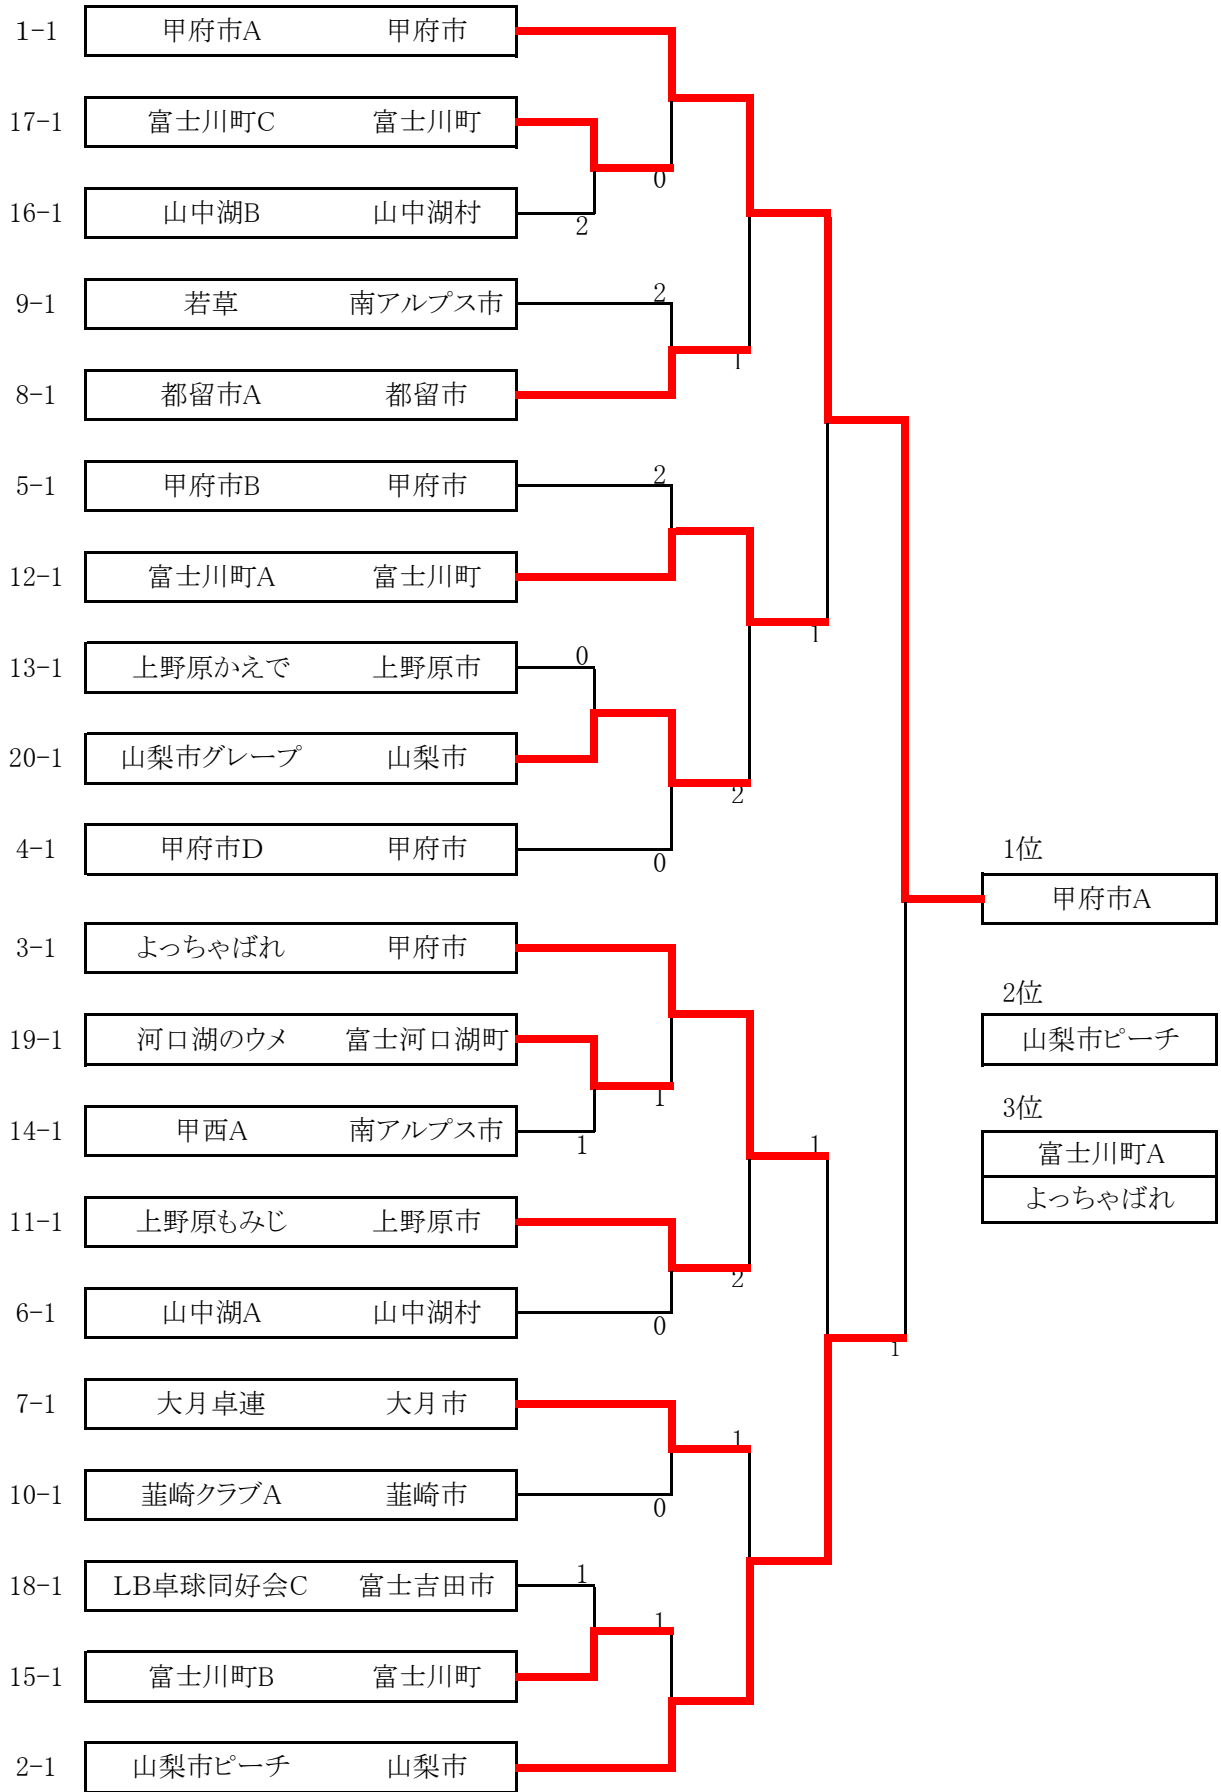 1-1 甲府市A 甲府市
17-1 富士川町C 富士川町
0
16-1 山中湖B 山中湖村
2
9-1 若草 南アルプス市
2
1
8-1 都留市A 都留市
5-1 甲府市B 甲府市
2
12-1 富士川町A 富士川町
1
13-1 上野原かえで 上野原市
0
20-1 山梨市グレープ 山梨市
2
4-1 甲府市D 甲府市
0
1位
甲府市A
3-1 よっちゃばれ 甲府市
2位
山梨市ピーチ
19-1 河口湖のウメ 富士河口湖町
1
3位
富士川町A
よっちゃばれ
14-1 甲西A 南アルプス市
1
1
11-1 上野原もみじ 上野原市
2
6-1 山中湖A 山中湖村
0
1
7-1 大月卓連 大月市
1
10-1 韮崎クラブA 韮崎市
0
18-1 LB卓球同好会C 富士吉田市
1
1
15-1 富士川町B 富士川町
2-1 山梨市ピーチ 山梨市